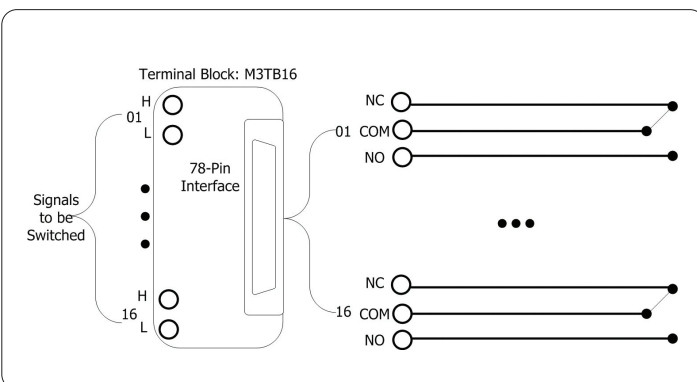 Terminal Block: M3TB16
H
01
L
78-Pin
Interface
Signals
to be
Switched
H
16
L
NC
01 COM
NO
NC
16 COM
NO